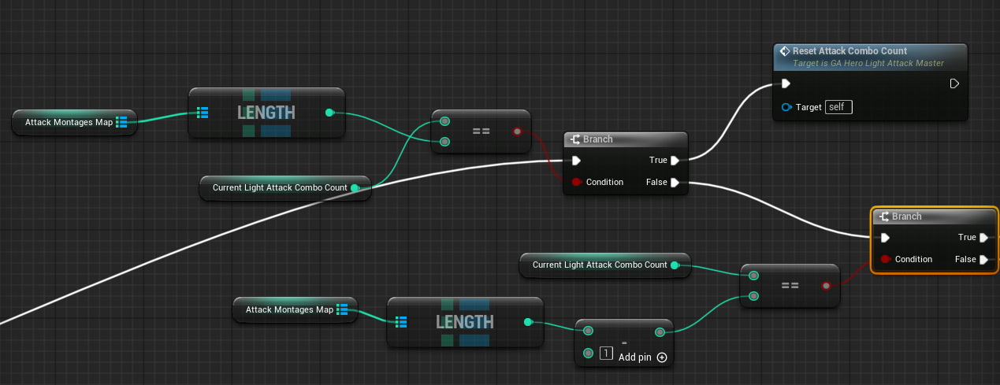 Reset Attack Combo Count
Target is GA Hero Light Attack Master
Target self
Attack Montages Map
LENGTH
==
Current Light Attack Combo Count
Branch
True
Condition False
Branch
True
Condition False
Current Light Attack Combo Count
==
Attack Montages Map
LENGTH
-
1 Add pin